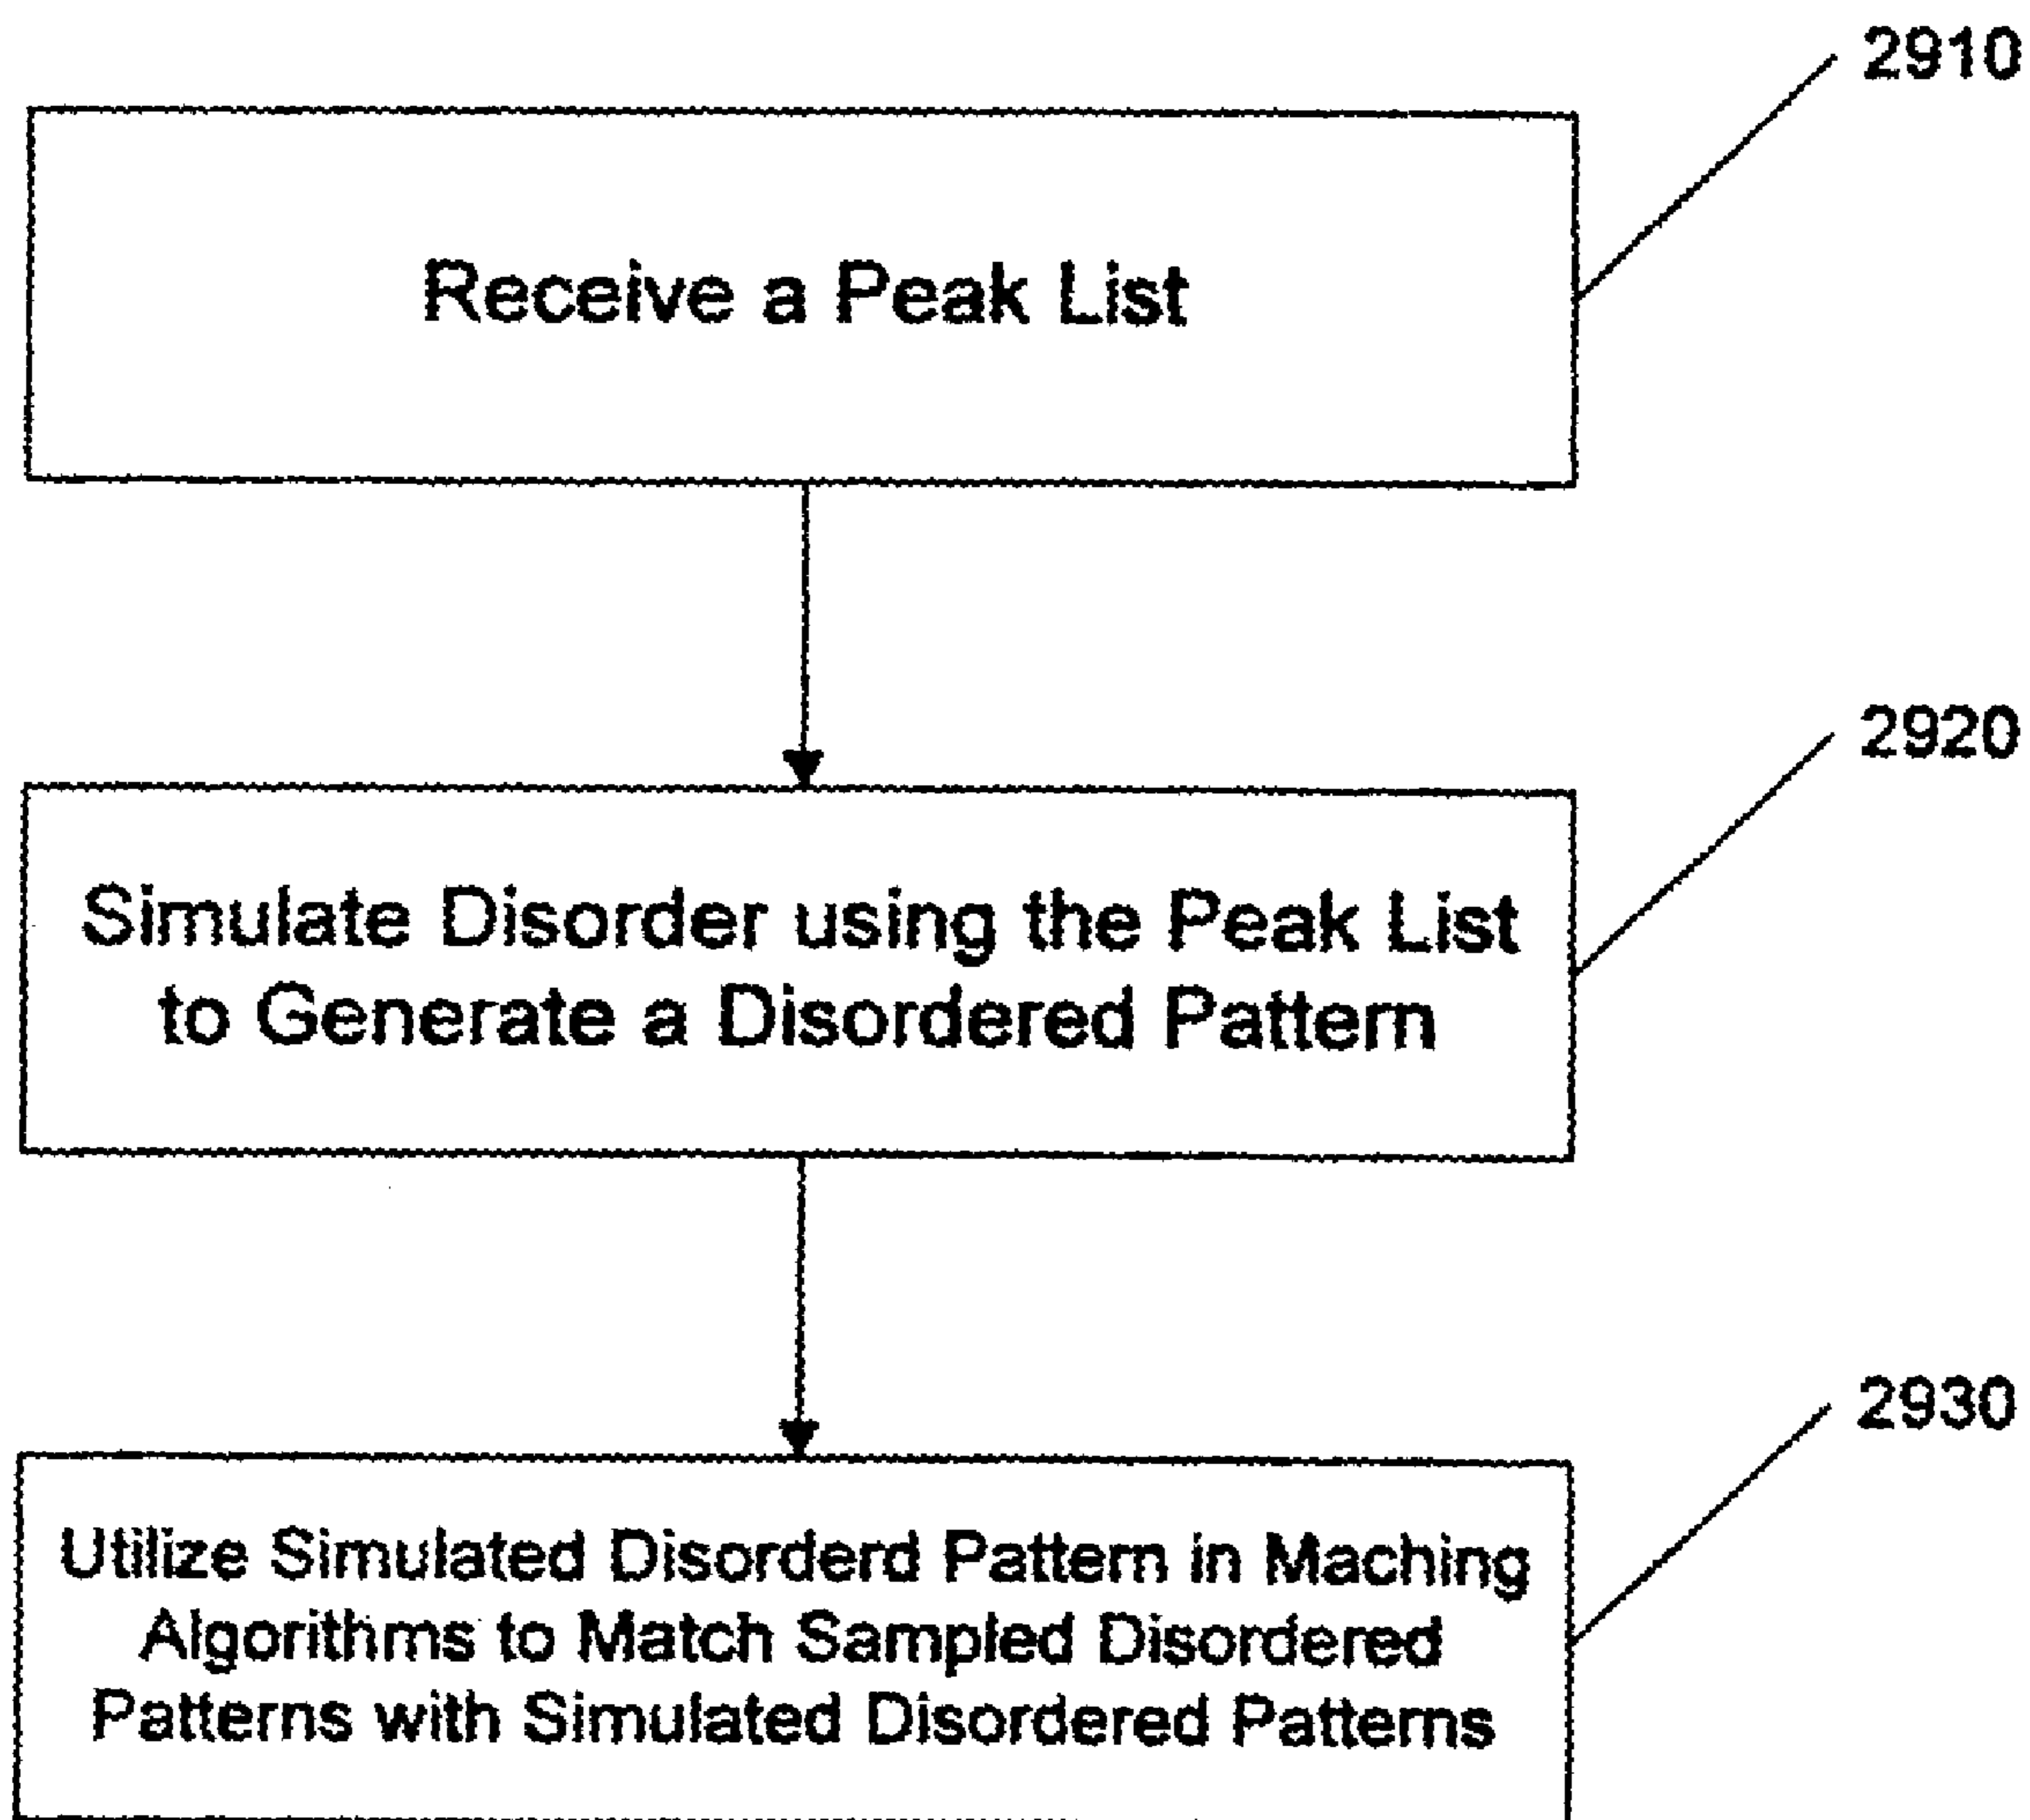 2910
Receive a Peak List
2920
Simulate Disorder using the Peak List
to Generate a Disordered Pattern
2930
Utilize Simulated Disorderd Pattern in Maching
Algorithms to Match Sampled Disordered
Patterns with Simulated Disordered Patterns